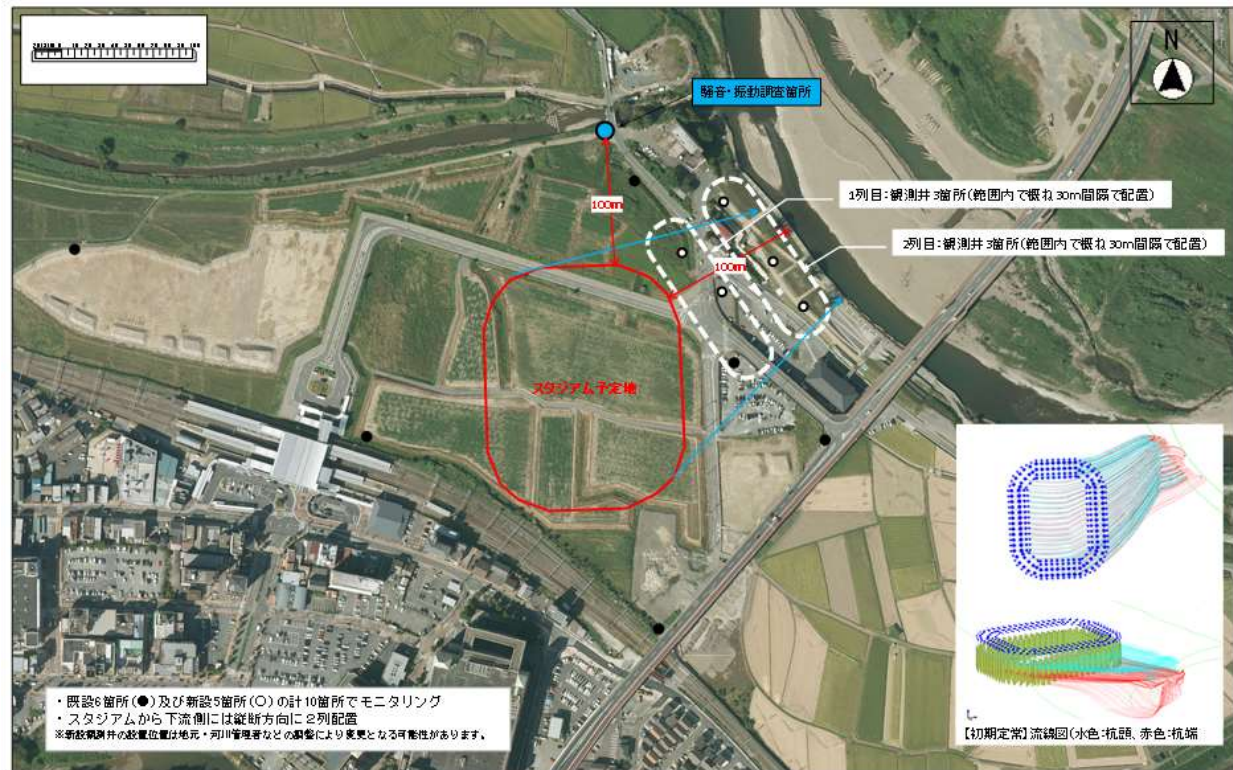 N
騒音・振動調査箇所
1列目:観測井3箇所(範囲内で概ね30m間隔で配置)
100m
2列目:観測井3箇所(範囲内で概ね30m間隔で配置)
100m
スタジアム予定地
・既設6箇所(●)及び新設5箇所(○)の計10箇所でモニタリング
・スタジアムから下流側には縦断方向に2列配置
※新設観測井の設置位置は地元・河川管理者などの調整により変更となる可能性があります。
【初期定常】流線図(水色:杭頭、赤色:杭端